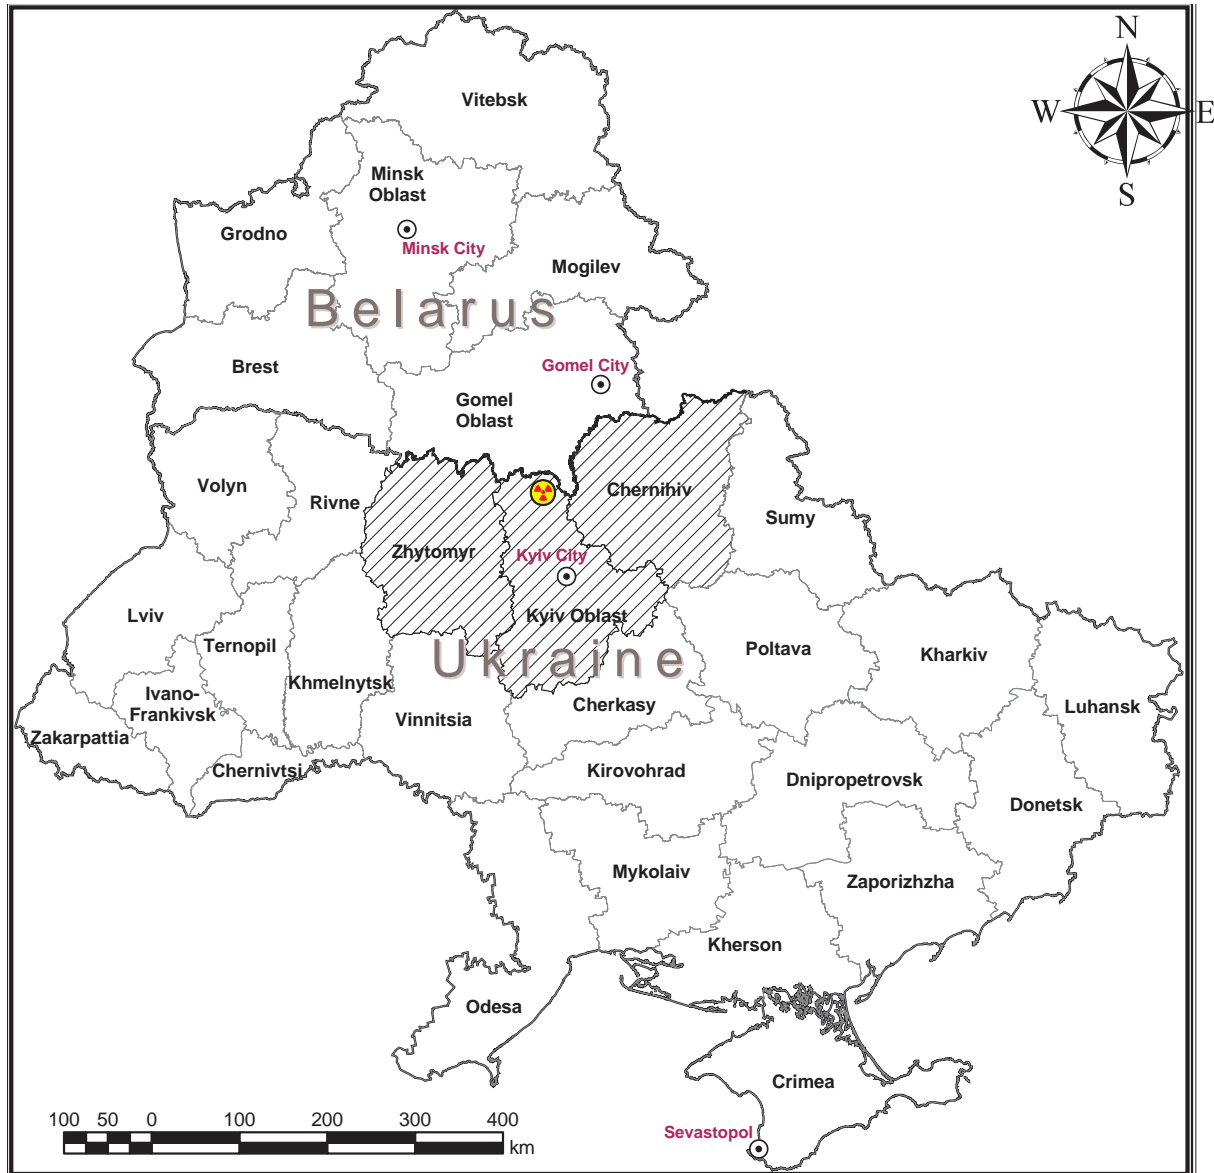 N
W
E
S
Vitebsk
Minsk
Oblast
Grodno
Minsk City
Mogilev
Belarus
Brest
Gomel City
Gomel
Oblast
Volyn
Rivne
Chernihiv
Sumy
Zhytomyr
Kyiv City
Kyiv Oblast
Lviv
Ternopil
Ukraine
Poltava
Kharkiv
Khmelnytsk
Ivano-
Frankivsk
Luhansk
Cherkasy
Vinnitsia
Zakarpattia
Chernivtsi
Kirovohrad
Dnipropetrovsk
Donetsk
Mykolaiv
Zaporizhzha
Kherson
Odesa
Crimea
Sevastopol
100 50 0 100 200 300 400
km